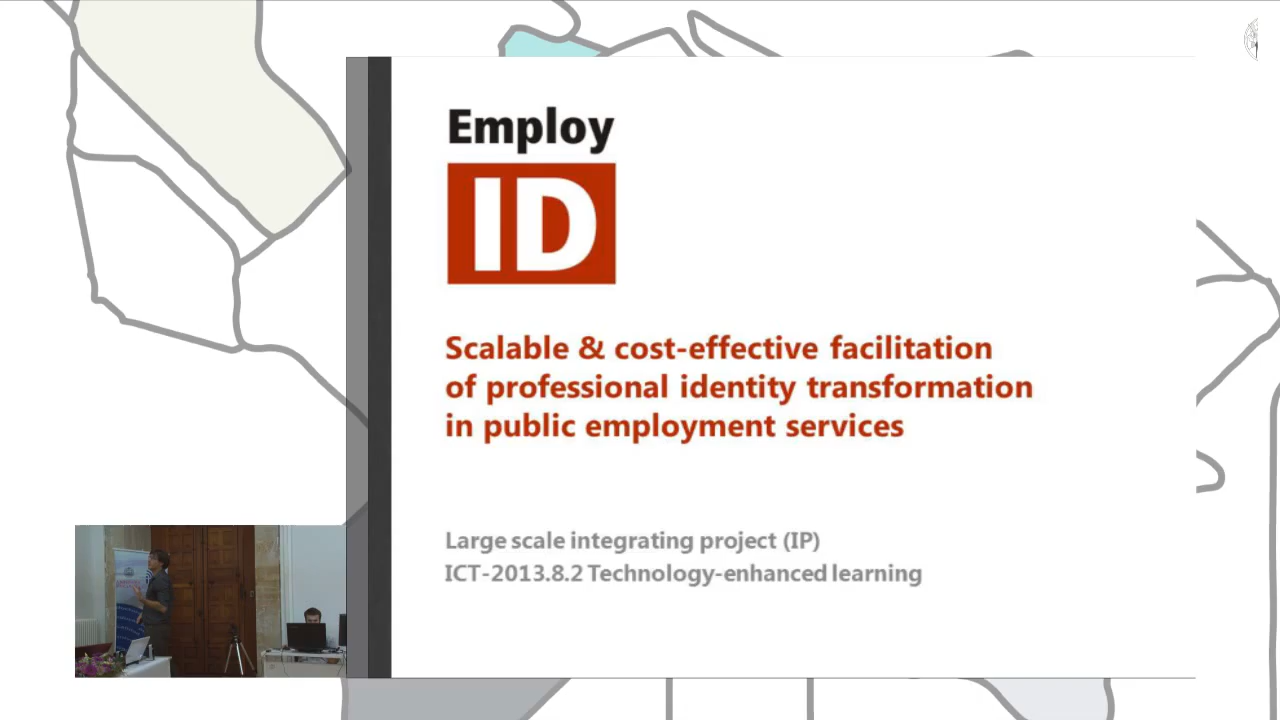 Employ
ID
Scalable & cost-effective facilitation
of professional identity transformation
in public employment services
Large scale integrating project (IP)
ICT-2013.8.2 Technology-enhanced learning